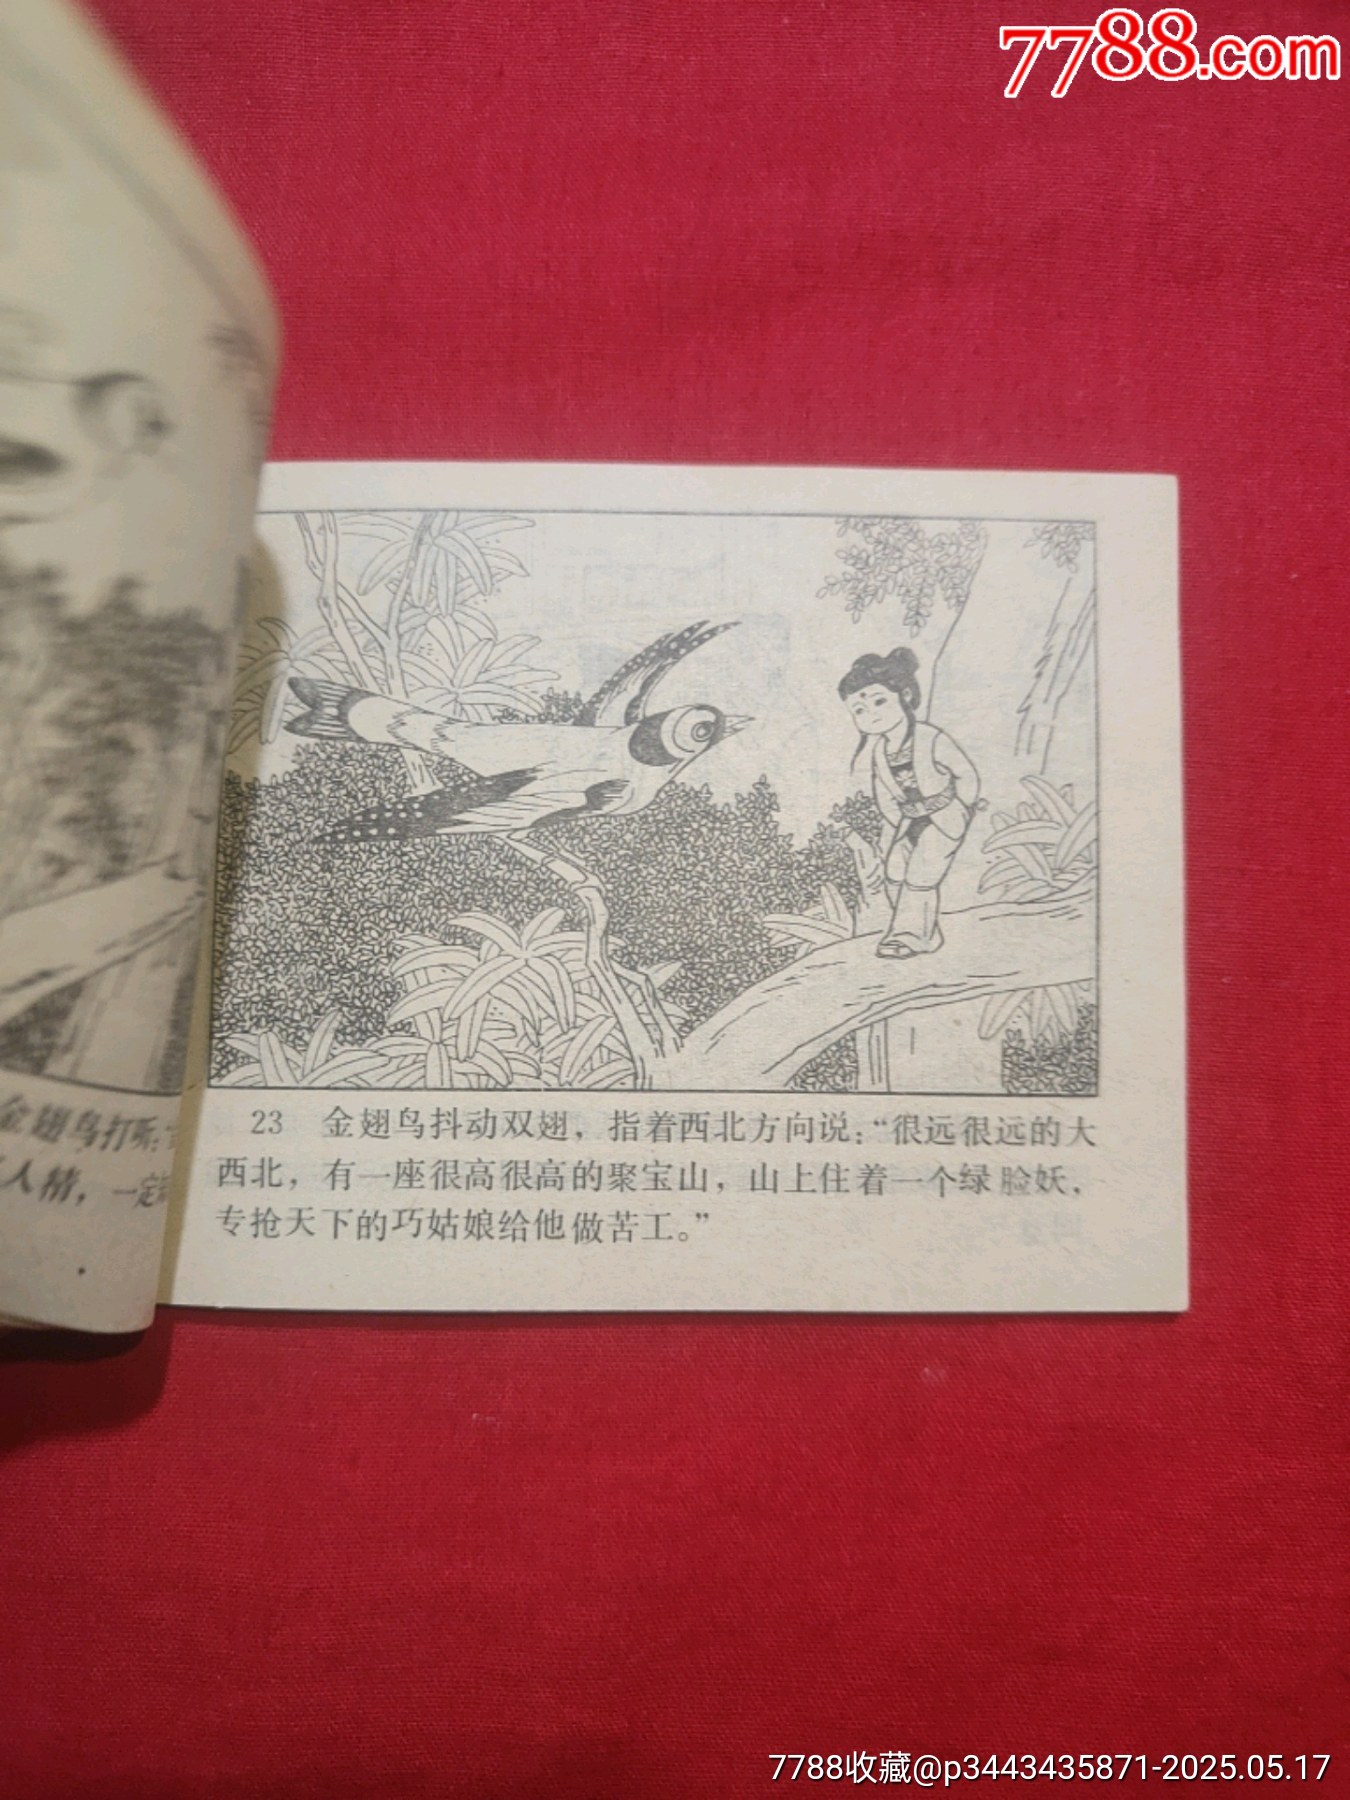 7788.com
金翅鸟打听
人情，一定
23 金翅鸟抖动双翅，指着西北方向说：“很远很远的大
西北，有一座很高很高的聚宝山，山上住着一个绿脸妖，
专抢天下的巧姑娘给他做苦工。”
7788收藏@p3443435871-2025.05.17